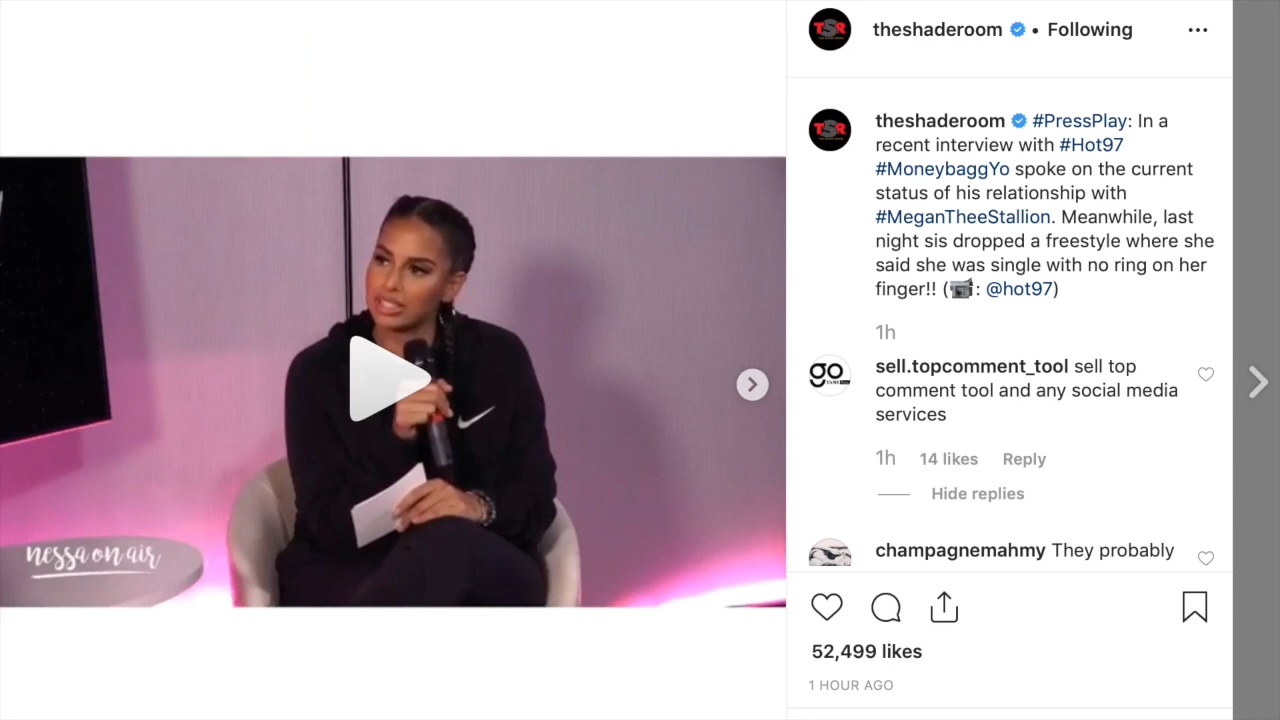 nessa on air
TSR
theshaderoom • Following
TSR
theshaderoom #PressPlay: In a
recent interview with #Hot97
#MoneybaggYo spoke on the current
status of his relationship with
#MeganTheeStallion. Meanwhile, last
night sis dropped a freestyle where she
said she was single with no ring on her
finger!! (📹: @hot97)
1h
go
sell.topcomment_tool sell top
comment tool and any social media
services
1h 14 likes Reply
Hide replies
champagnemahmy They probably
52,499 likes
1 HOUR AGO